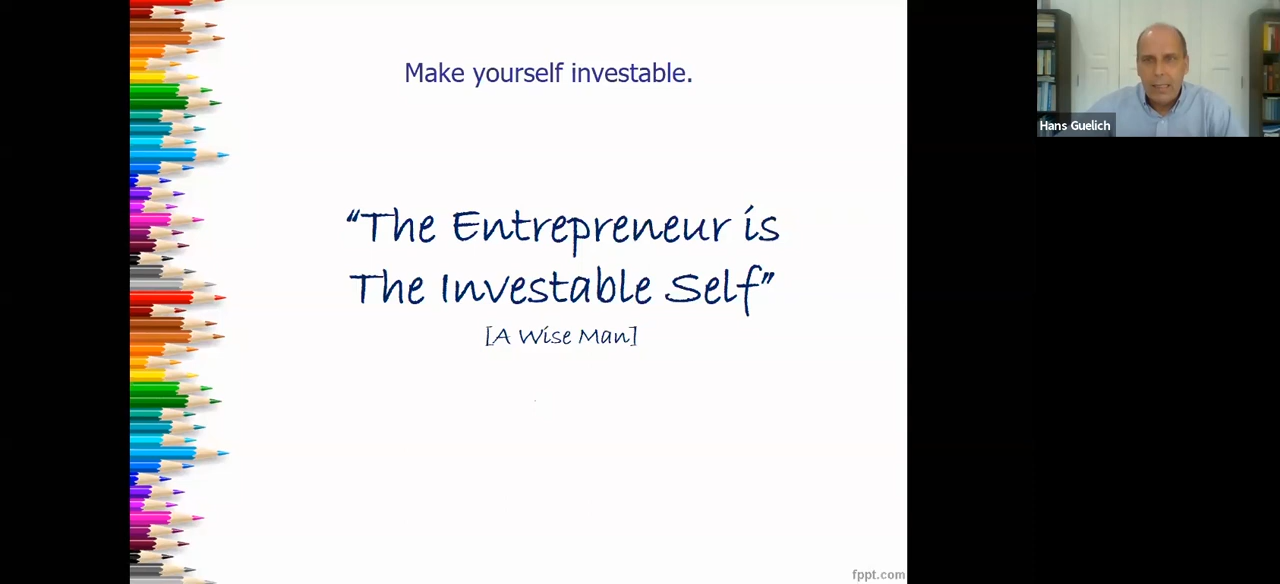 Make yourself investable.
“The Entrepreneur is
The Investable Self”
[A Wise Man]
Hans Guelich
fppt.com